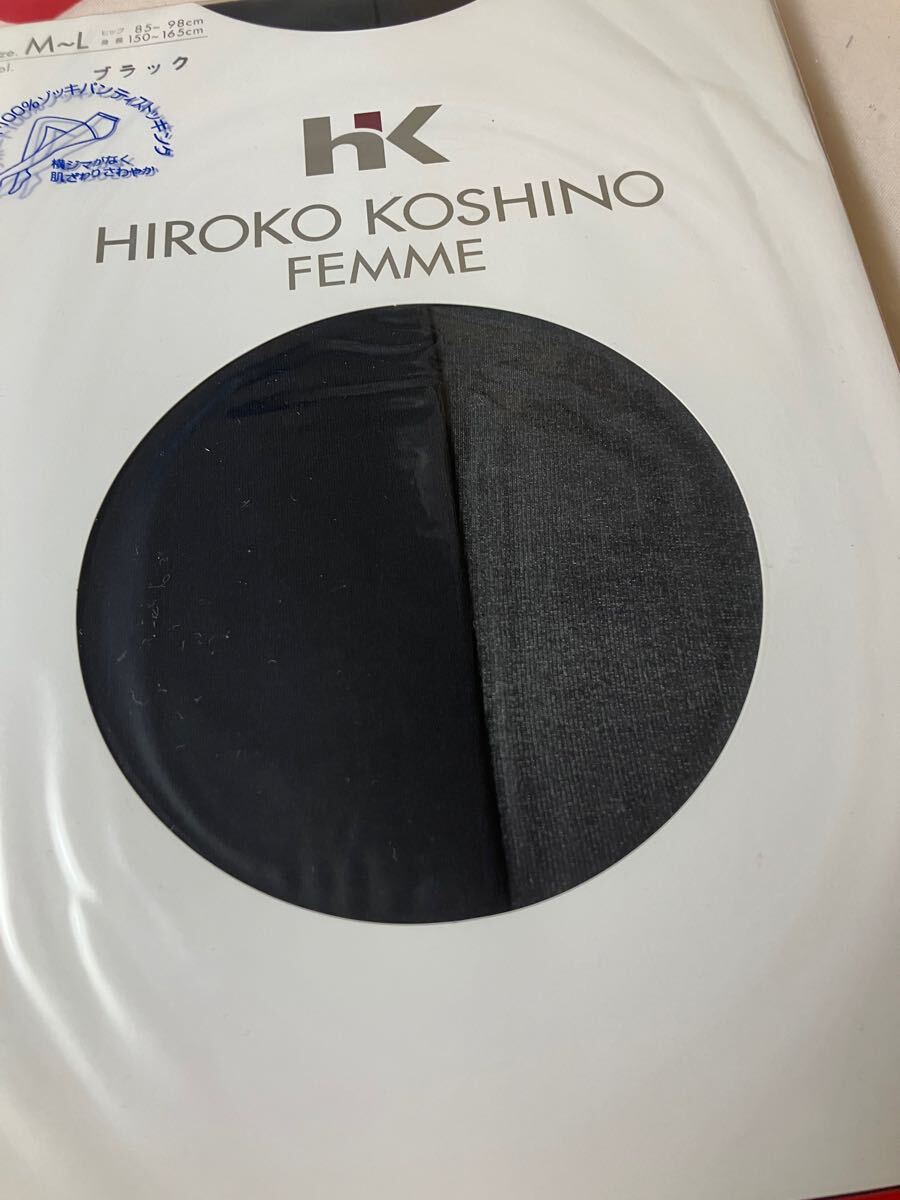 ze. M~L ヒップ 85- 98cm
身長 150~165cm
ol. ブラック
100%ゾッキパンティストッキング
横ジマがなく
肌ざわりさわやか
hK
HIROKO KOSHINO
FEMME